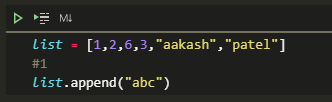 M↓
list = [1,2,6,3,"aakash","patel"]
#1
list.append("abc")